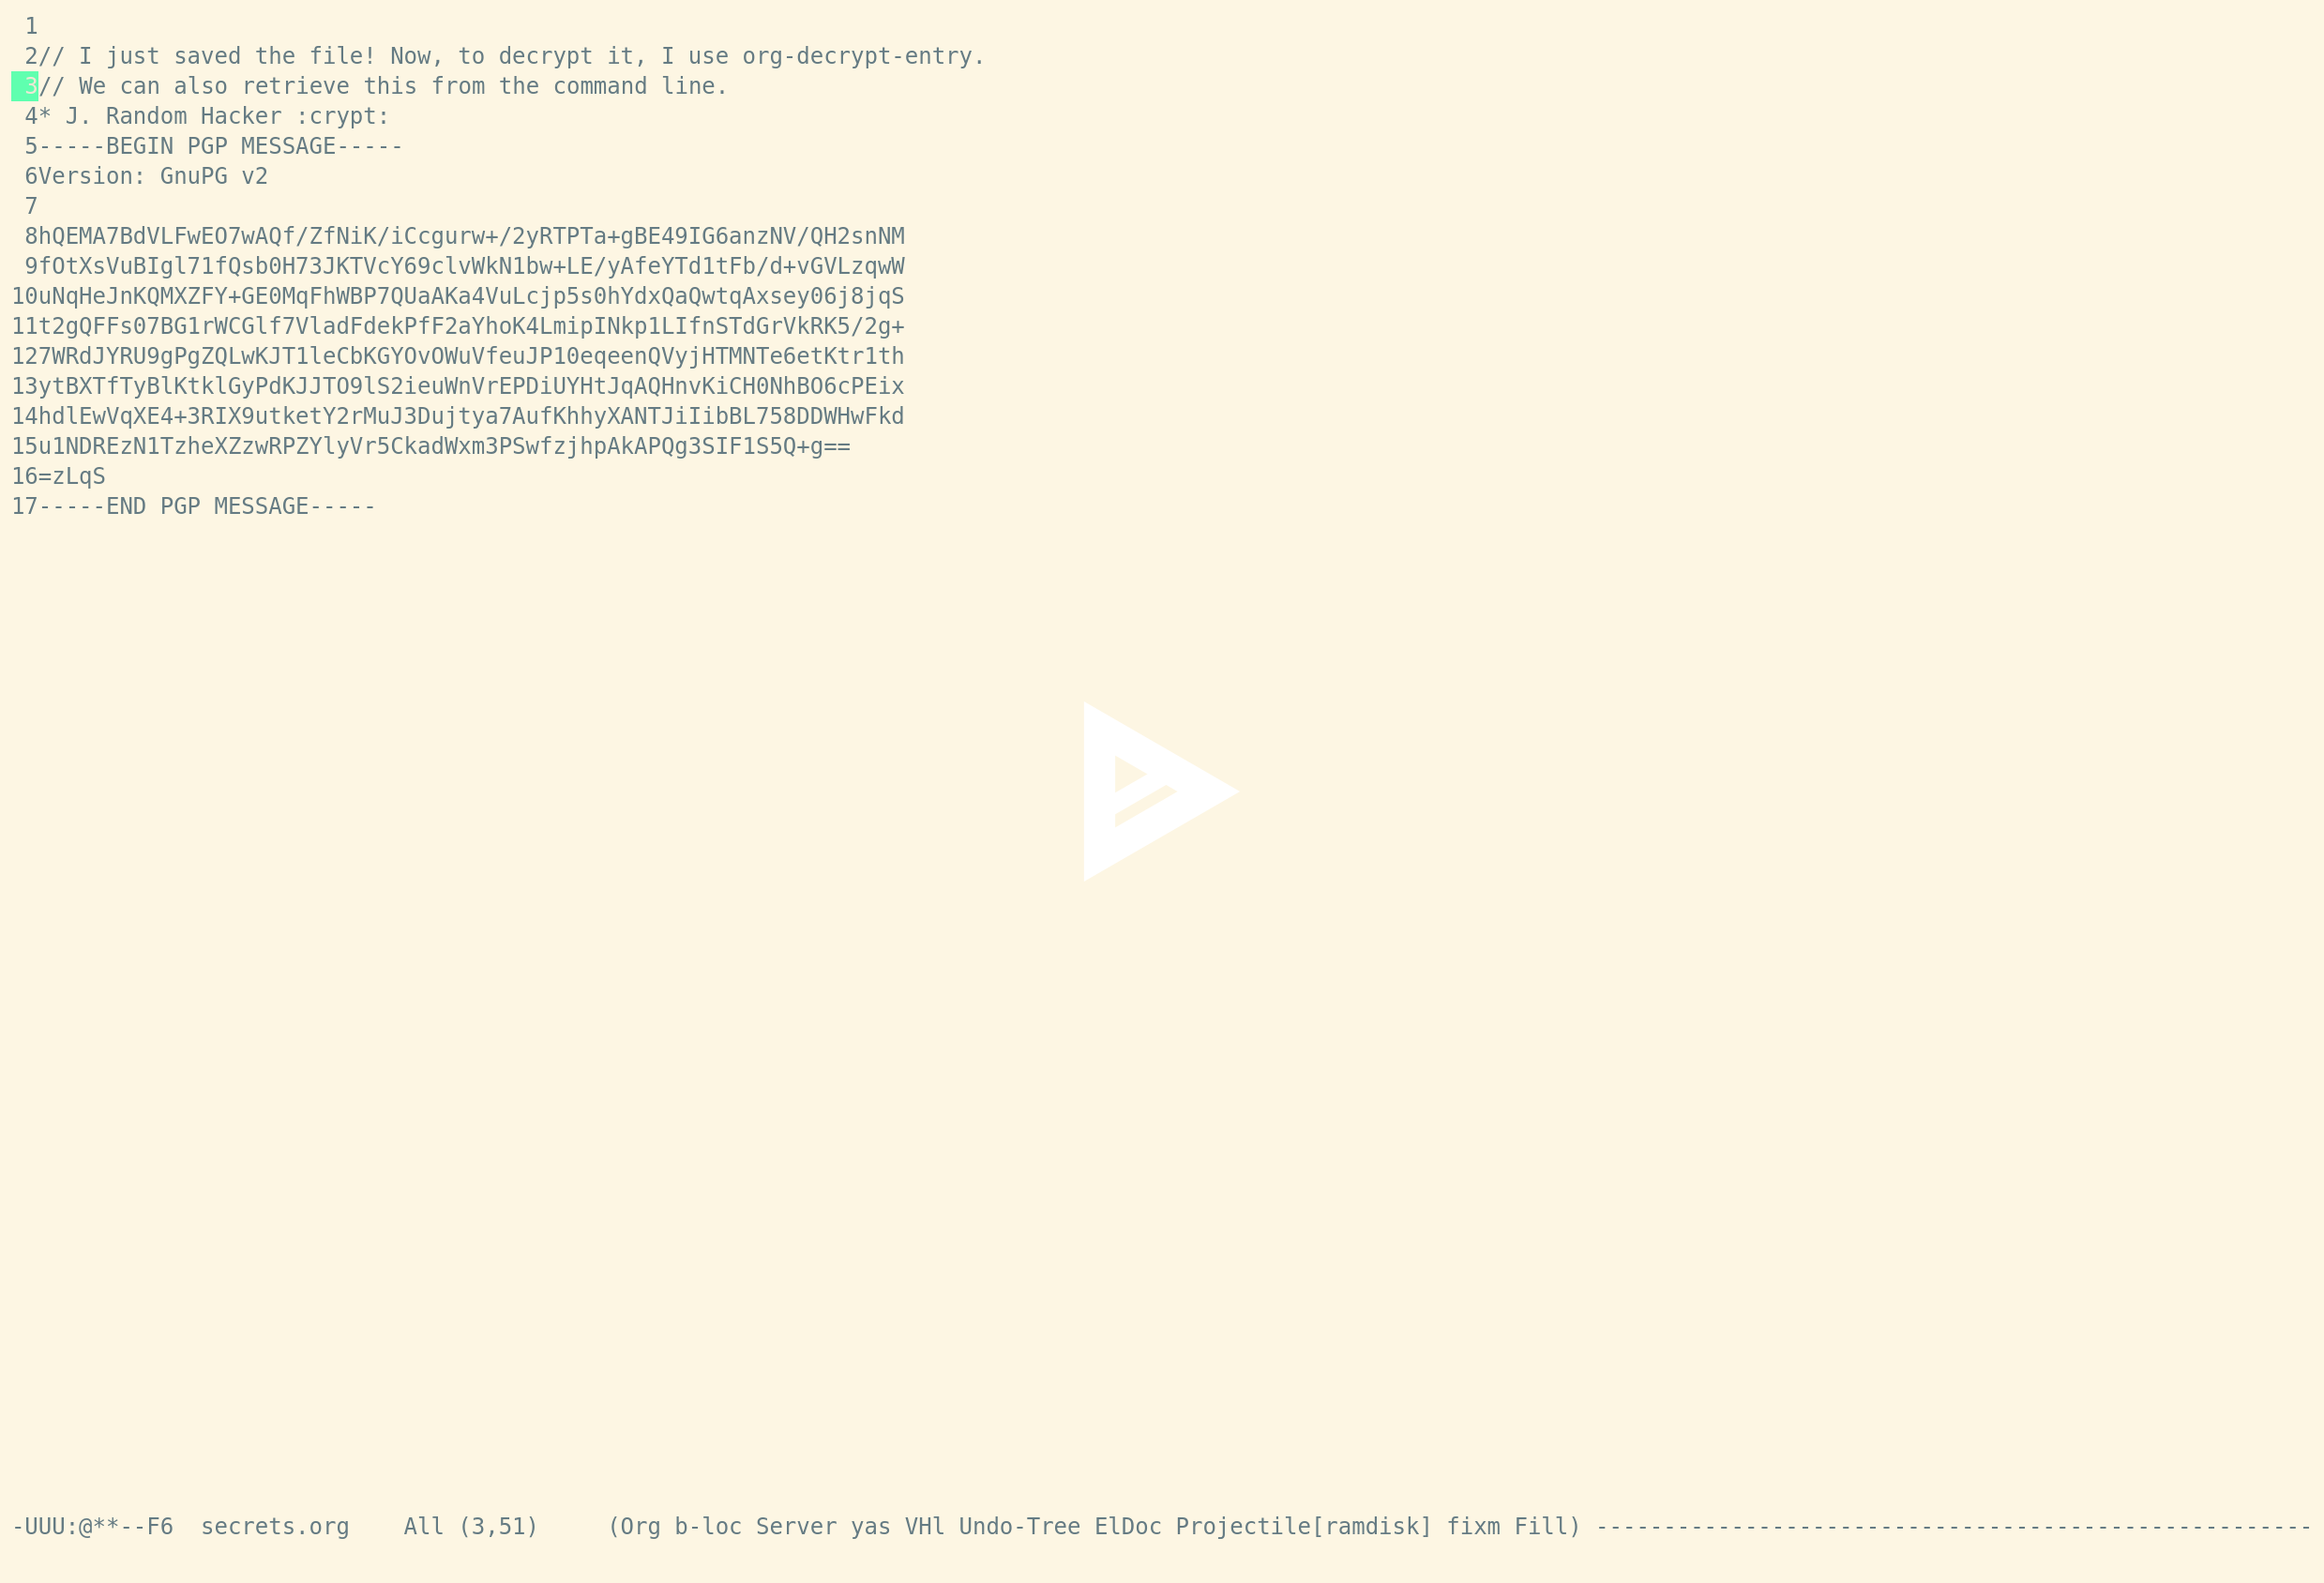 1
2// I just saved the file! Now, to decrypt it, I use org-decrypt-entry.
3// We can also retrieve this from the command line.
4* J. Random Hacker :crypt:
5-----BEGIN PGP MESSAGE-----
6Version: GnuPG v2
7
8hQEMA7BdVLFwEO7wAQf/ZfNiK/iCcgurw+/2yRTPTa+gBE49IG6anzNV/QH2snNM
9fOtXsVuBIgl71fQsb0H73JKTVcY69clvWkN1bw+LE/yAfeYTd1tFb/d+vGVLzqwW
10uNqHeJnKQMXZFY+GE0MqFhWBP7QUaAKa4VuLcjp5s0hYdxQaQwtqAxsey06j8jqS
11t2gQFFs07BG1rWCGlf7VladFdekPfF2aYhoK4LmipINkp1LIfnSTdGrVkRK5/2g+
127WRdJYRU9gPgZQLwKJT1leCbKGYOvOWuVfeuJP10eqeenQVyjHTMNTe6etKtr1th
13ytBXTfTyBlKtklGyPdKJJTO9lS2ieuWnVrEPDiUYHtJqAQHnvKiCH0NhBO6cPEix
14hdlEwVqXE4+3RIX9utketY2rMuJ3Dujtya7AufKhhyXANTJiIibBL758DDWHwFkd
15u1NDREzN1TzheXZzwRPZYlyVr5CkadWxm3PSwfzjhpAkAPQg3SIF1S5Q+g==
16=zLqS
17-----END PGP MESSAGE-----
-UUU:@**--F6  secrets.org    All (3,51)     (Org b-loc Server yas VHl Undo-Tree ElDoc Projectile[ramdisk] fixm Fill) -----------------------------------------------------